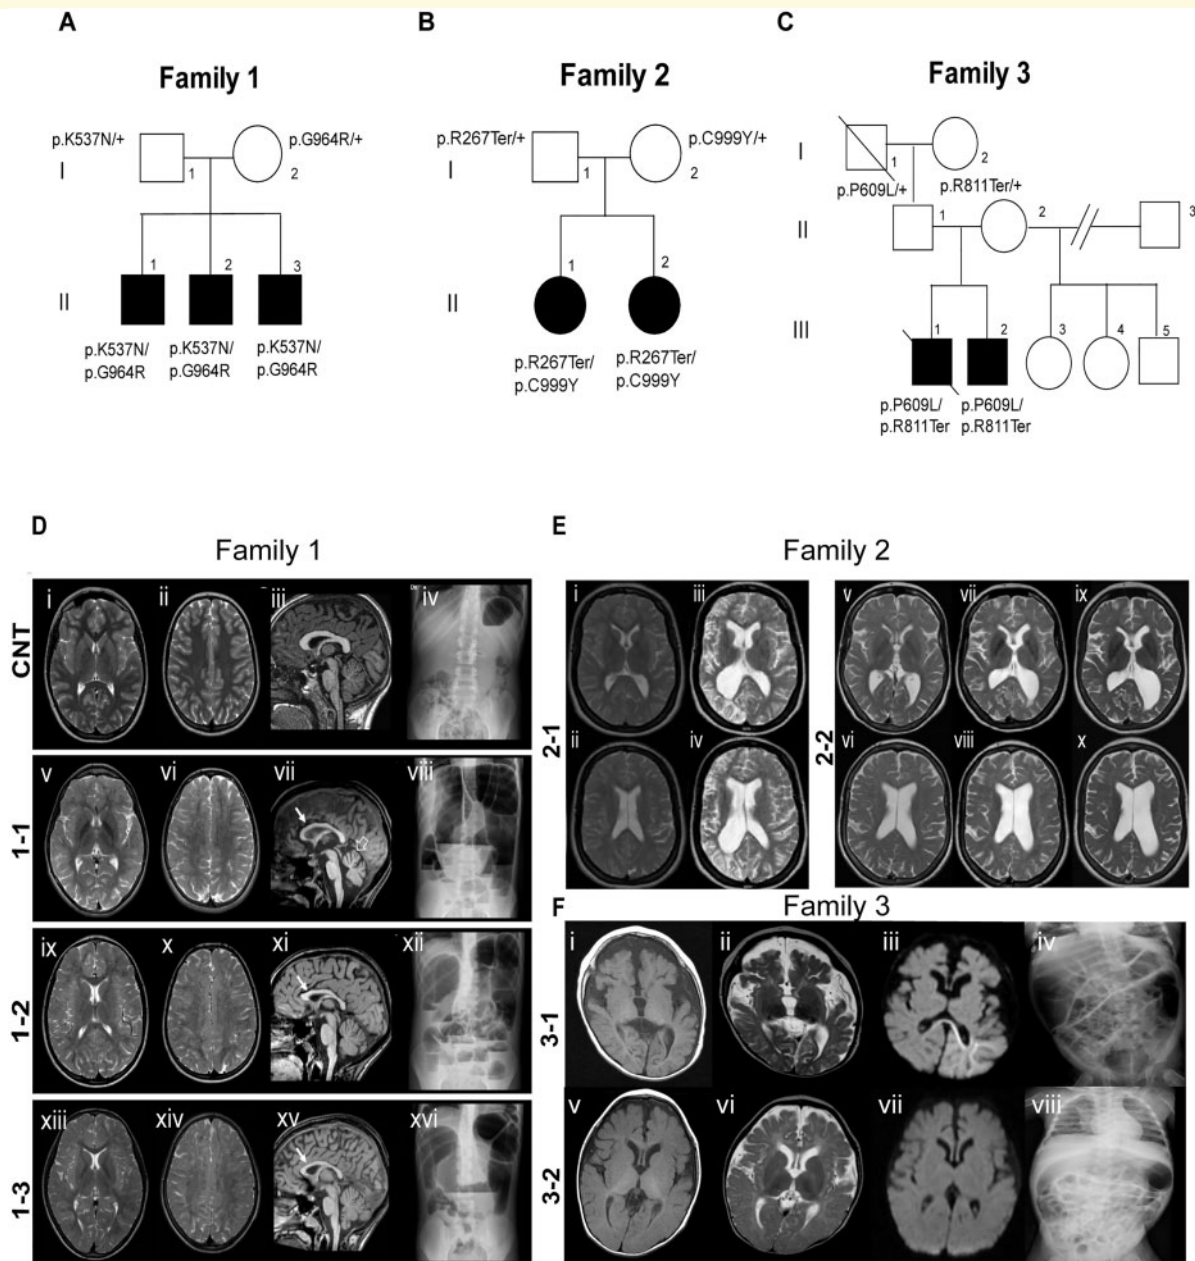 A
Family 1
p.K537N/+
p.G964R/+
I
1
2
1
2
3
II
p.K537N/
p.G964R
p.K537N/
p.G964R
p.K537N/
p.G964R
B
Family 2
p.R267Ter/+
p.C999Y/+
I
1
2
1
2
II
p.R267Ter/
p.C999Y
p.R267Ter/
p.C999Y
C
Family 3
I
1
2
p.P609L/+
p.R811Ter/+
II
1
2
3
III
1
2
3
4
5
p.P609L/
p.R811Ter
p.P609L/
p.R811Ter
D
Family 1
CNT
i
ii
iii
iv
1-1
v
vi
vii
viii
1-2
ix
x
xi
xii
1-3
xiii
xiv
xv
xvi
E
Family 2
2-1
i
iii
ii
iv
2-2
v
vii
ix
vi
viii
x
F
Family 3
3-1
i
ii
iii
iv
3-2
v
vi
vii
viii